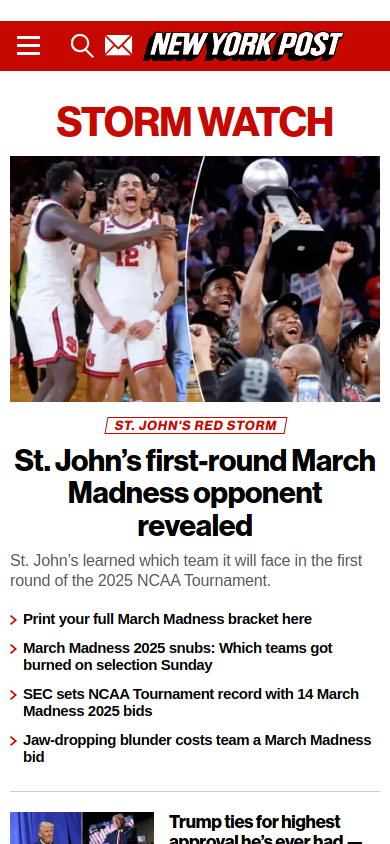 NEW YORK POST
STORM WATCH
12
ST. JOHN'S RED STORM
St. John’s first-round March
Madness opponent
revealed
St. John’s learned which team it will face in the first
round of the 2025 NCAA Tournament.
Print your full March Madness bracket here
March Madness 2025 snubs: Which teams got
burned on selection Sunday
SEC sets NCAA Tournament record with 14 March
Madness 2025 bids
Jaw-dropping blunder costs team a March Madness
bid
Trump ties for highest
approval he’s ever had —